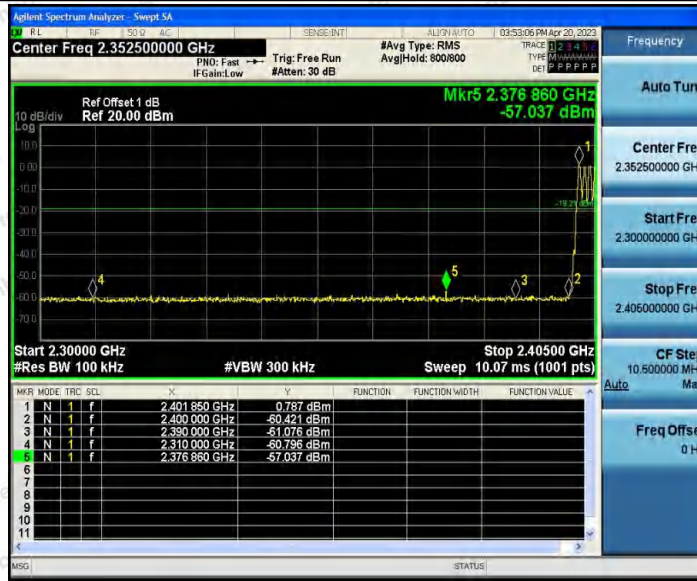 Agilent Spectrum Analyzer - Swept SA
RL RF 50 Ω AC SENSE:INT ALIGN AUTO 03:53:06 PM Apr 20, 2023
Center Freq 2.352500000 GHz
PNO: Fast
IFGain:Low
Trig: Free Run
#Atten: 30 dB
#Avg Type: RMS
Avg|Hold: 800/800
TRACE 1 2 3 4 5 6
TYPE M
DET P P P P P P
Ref Offset 1 dB
10 dB/div Ref 20.00 dBm
Log
Mkr5 2.376 860 GHz
-57.037 dBm
10.0
0.00
-10.0
-20.0
-30.0
-40.0
-50.0
-60.0
-70.0
1
2
3
4
5
Start 2.30000 GHz Stop 2.40500 GHz
#Res BW 100 kHz #VBW 300 kHz Sweep 10.07 ms (1001 pts)
MKR MODE TRC SCL X Y FUNCTION FUNCTION WIDTH FUNCTION VALUE
1 N 1 f 2.401 850 GHz 0.787 dBm
2 N 1 f 2.400 000 GHz -60.421 dBm
3 N 1 f 2.390 000 GHz -61.076 dBm
4 N 1 f 2.310 000 GHz -60.796 dBm
5 N 1 f 2.376 860 GHz -57.037 dBm
6
7
8
9
10
11
MSG STATUS
Frequency
Auto Tun
Center Fre
2.352500000 GH
Start Fre
2.300000000 GH
Stop Fre
2.405000000 GH
CF Ste
10.500000 MH
Auto Ma
Freq Offse
0 H